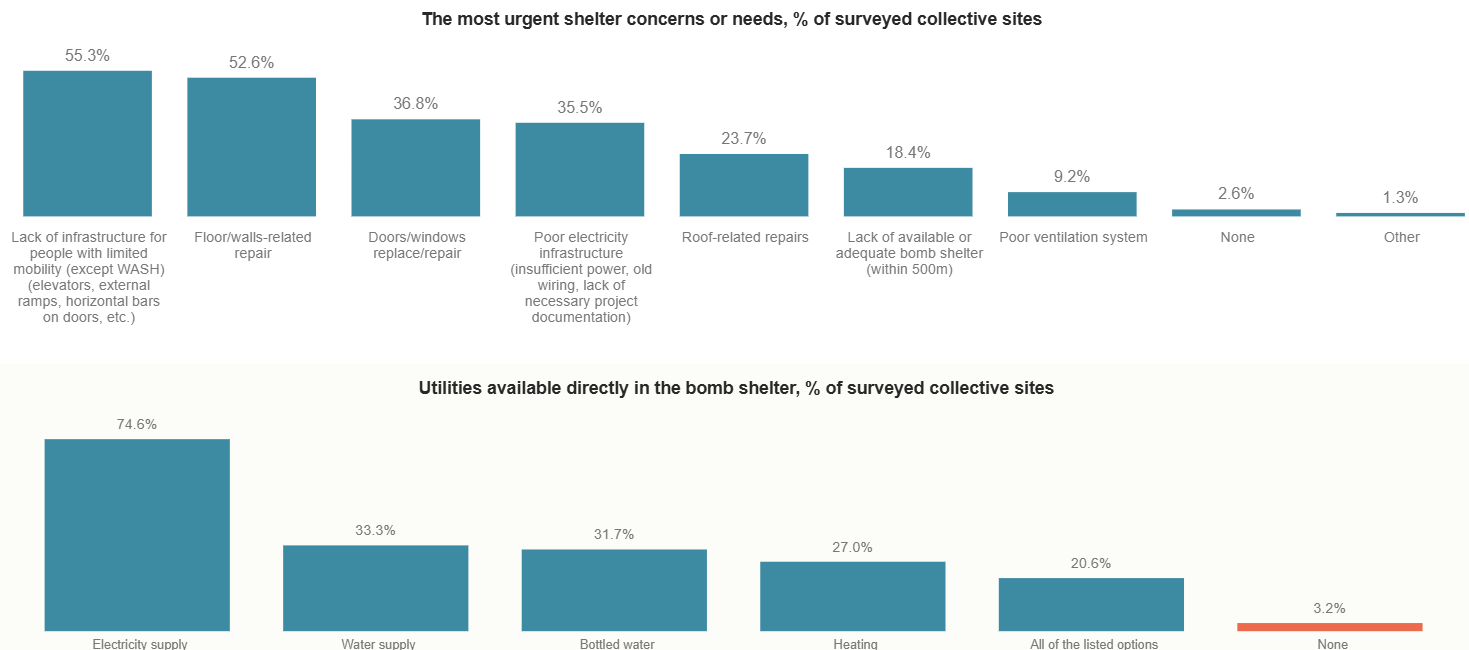 The most urgent shelter concerns or needs, % of surveyed collective sites
55.3%
52.6%
36.8%
35.5%
23.7%
18.4%
9.2%
2.6%
1.3%
Lack of infrastructure for
people with limited
mobility (except WASH)
(elevators, external
ramps, horizontal bars
on doors, etc.)
Floor/walls-related
repair
Doors/windows
replace/repair
Poor electricity
infrastructure
(insufficient power, old
wiring, lack of
necessary project
documentation)
Roof-related repairs
Lack of available or
adequate bomb shelter
(within 500m)
Poor ventilation system
None
Other
Utilities available directly in the bomb shelter, % of surveyed collective sites
74.6%
33.3%
31.7%
27.0%
20.6%
3.2%
Electricity supply
Water supply
Bottled water
Heating
All of the listed options
None